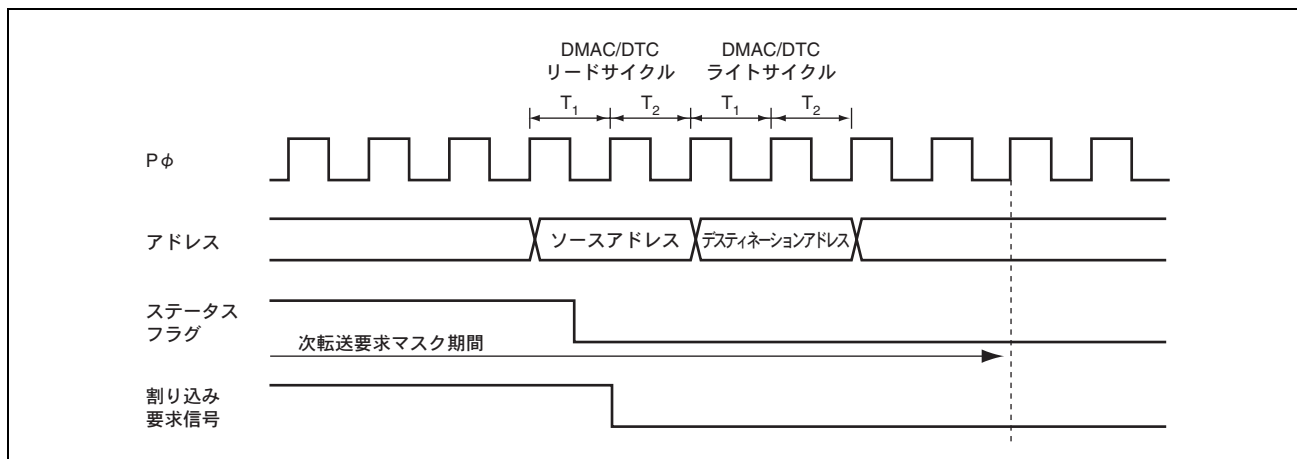 DMAC/DTC
リードサイクル
DMAC/DTC
ライトサイクル
T1 T2 T1 T2
Pφ
アドレス
ソースアドレス
デスティネーションアドレス
ステータス
フラグ
次転送要求マスク期間
割り込み
要求信号